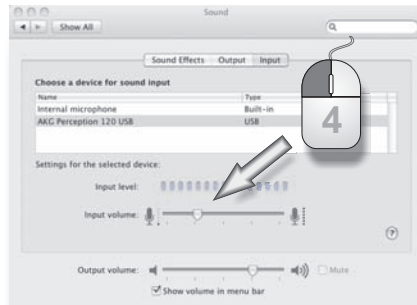 Sound
Show All
Sound Effects Output Input
Choose a device for sound input
Name Type
Internal microphone Built-in
AKG Perception 120 USB USB
4
Settings for the selected device:
Input level:
Input volume:
Output volume: Mute
Show volume in menu bar